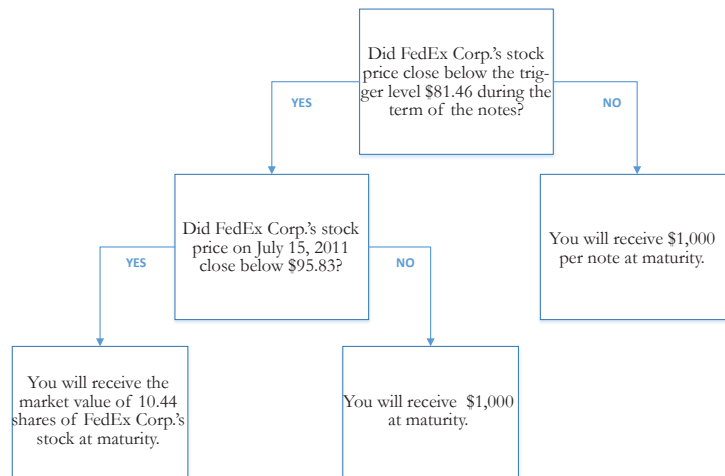 Did FedEx Corp.'s stock
price close below the trig-
ger level $81.46 during the
term of the notes?
YES
NO
Did FedEx Corp.'s stock
price on July 15, 2011
close below $95.83?
You will receive $1,000
per note at maturity.
YES
NO
You will receive the
market value of 10.44
shares of FedEx Corp.'s
stock at maturity.
You will receive $1,000
at maturity.